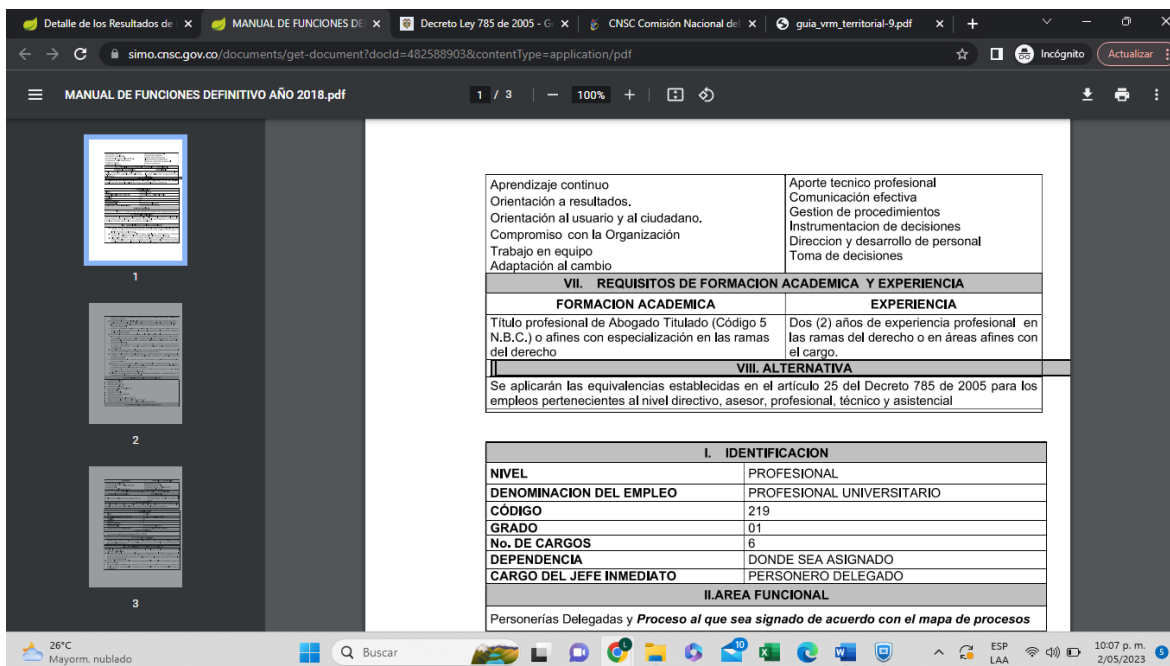 Detalle de los Resultados de
MANUAL DE FUNCIONES DE
Decreto Ley 785 de 2005 - G
CNSC Comisión Nacional de
guia_vrm_territorial-9.pdf
simo.cnsc.gov.co/documents/get-document?docId=482588903&contentType=application/pdf
Incógnito
Actualizar
MANUAL DE FUNCIONES DEFINITIVO AÑO 2018.pdf
1 / 3
100%
1
2
3
Aprendizaje continuo
Orientación a resultados.
Orientación al usuario y al ciudadano.
Compromiso con la Organización
Trabajo en equipo
Adaptación al cambio
Aporte tecnico profesional
Comunicación efectiva
Gestion de procedimientos
Instrumentacion de decisiones
Direccion y desarrollo de personal
Toma de decisiones
VII. REQUISITOS DE FORMACION ACADEMICA Y EXPERIENCIA
FORMACION ACADEMICA
EXPERIENCIA
Título profesional de Abogado Titulado (Código 5
N.B.C.) o afines con especialización en las ramas
del derecho
Dos (2) años de experiencia profesional en
las ramas del derecho o en áreas afines con
el cargo.
VIII. ALTERNATIVA
Se aplicarán las equivalencias establecidas en el artículo 25 del Decreto 785 de 2005 para los
empleos pertenecientes al nivel directivo, asesor, profesional, técnico y asistencial
I. IDENTIFICACION
NIVEL PROFESIONAL
DENOMINACION DEL EMPLEO PROFESIONAL UNIVERSITARIO
CÓDIGO 219
GRADO 01
No. DE CARGOS 6
DEPENDENCIA DONDE SEA ASIGNADO
CARGO DEL JEFE INMEDIATO PERSONERO DELEGADO
II.AREA FUNCIONAL
Personerías Delegadas y Proceso al que sea signado de acuerdo con el mapa de procesos
26°C
Mayorm. nublado
Buscar
10
ESP
LAA
10:07 p. m.
2/05/2023
5